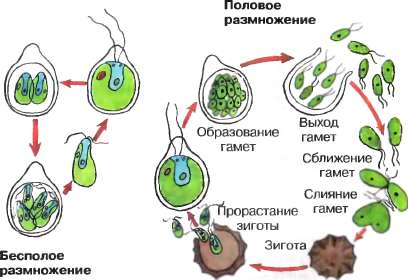 Половое
размножение
Образование
гамет
Выход
гамет
Сближение
гамет
Слияние
гамет
Зигота
Прорастание
зиготы
Бесполое
размножение